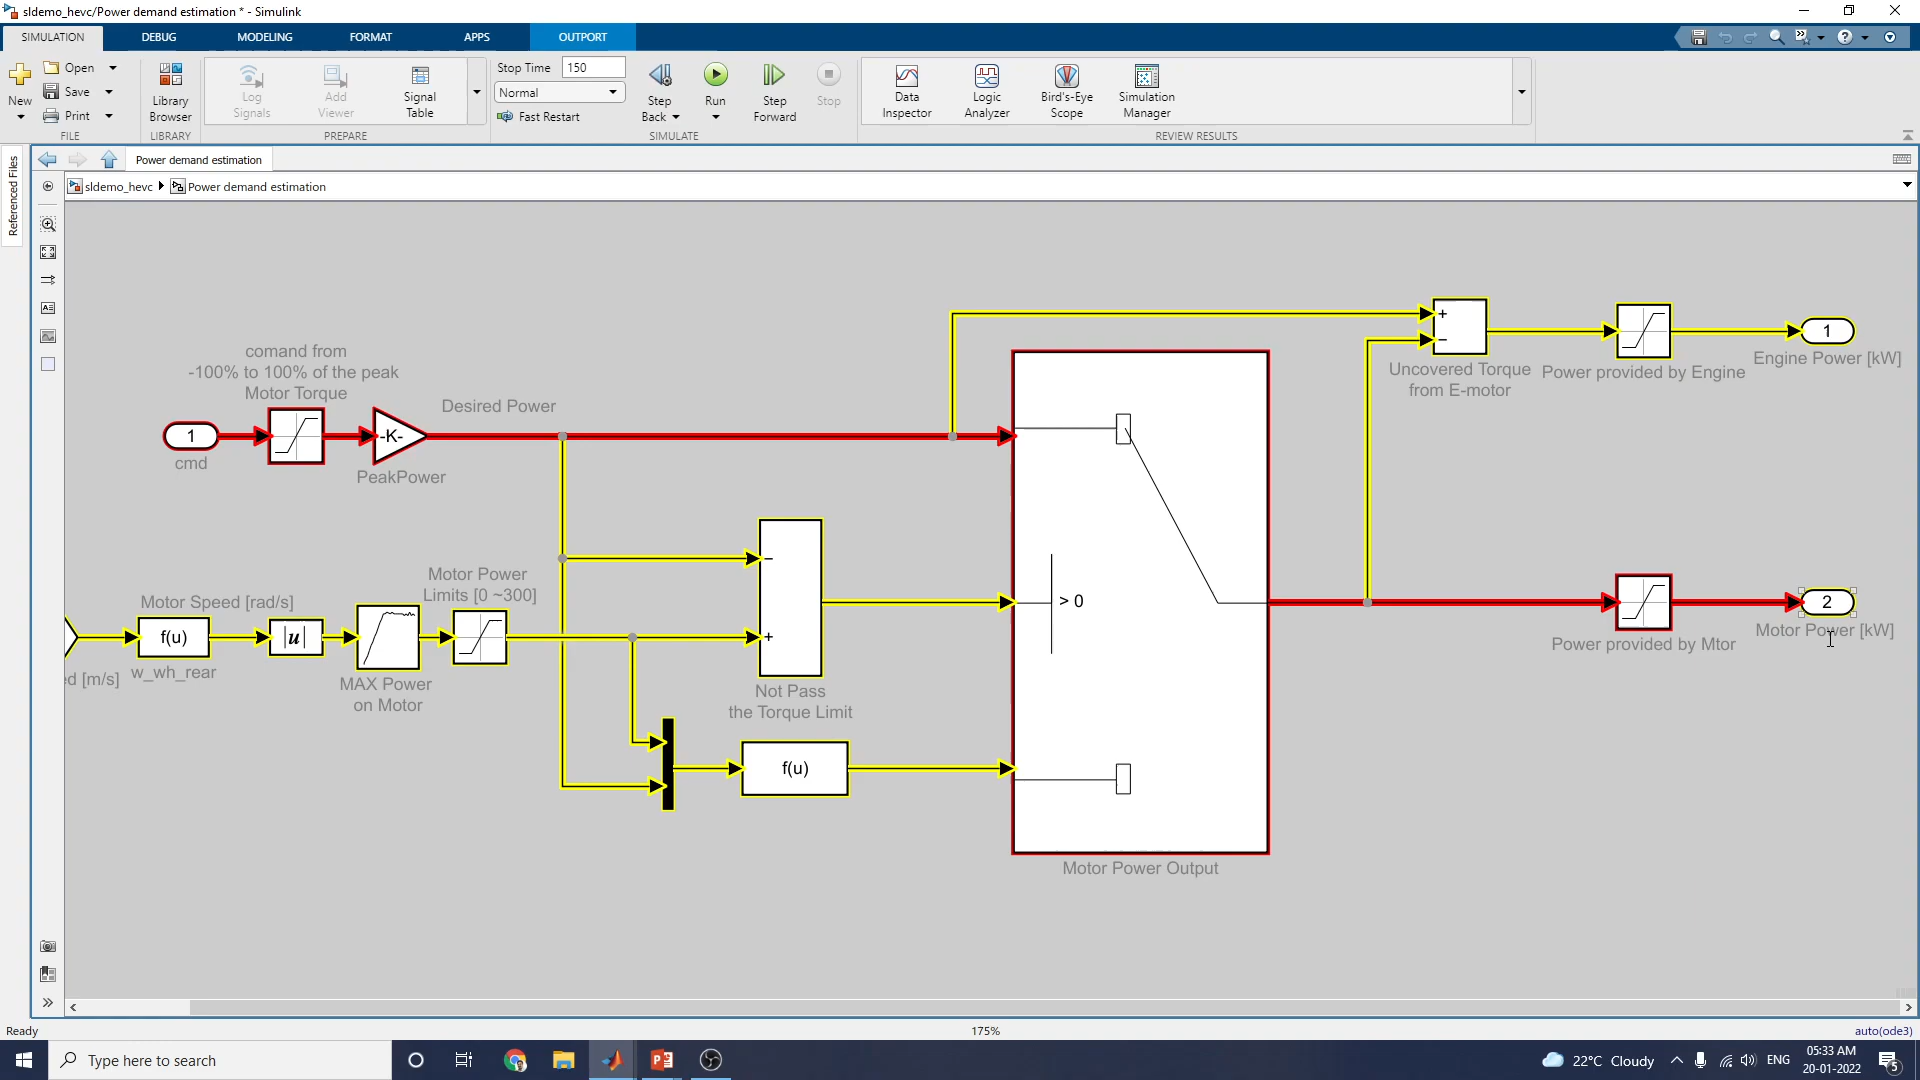 sldemo_hevc/Power demand estimation * - Simulink
SIMULATION
DEBUG
MODELING
FORMAT
APPS
OUTPORT
New
Open
Save
Print
FILE
Library
Browser
LIBRARY
Log
Signals
Add
Viewer
Signal
Table
PREPARE
Stop Time 150
Normal
Fast Restart
Step
Back
Run
Step
Forward
Stop
SIMULATE
Data
Inspector
Logic
Analyzer
Bird's-Eye
Scope
Simulation
Manager
REVIEW RESULTS
Referenced Files
Power demand estimation
sldemo_hevc
Power demand estimation
comand from
-100% to 100% of the peak
Motor Torque
1
cmd
-K-
PeakPower
Desired Power
+
-
Uncovered Torque
from E-motor
Power provided by Engine
1
Engine Power [kW]
-
+
Not Pass
the Torque Limit
> 0
Motor Power Output
Power provided by Mtor
2
Motor Power [kW]
ed [m/s]
Motor Speed [rad/s]
f(u)
w_wh_rear
|u|
MAX Power
on Motor
Motor Power
Limits [0 ~300]
f(u)
Ready
175%
auto(ode3)
Type here to search
22°C Cloudy
ENG
05:33 AM
20-01-2022
5